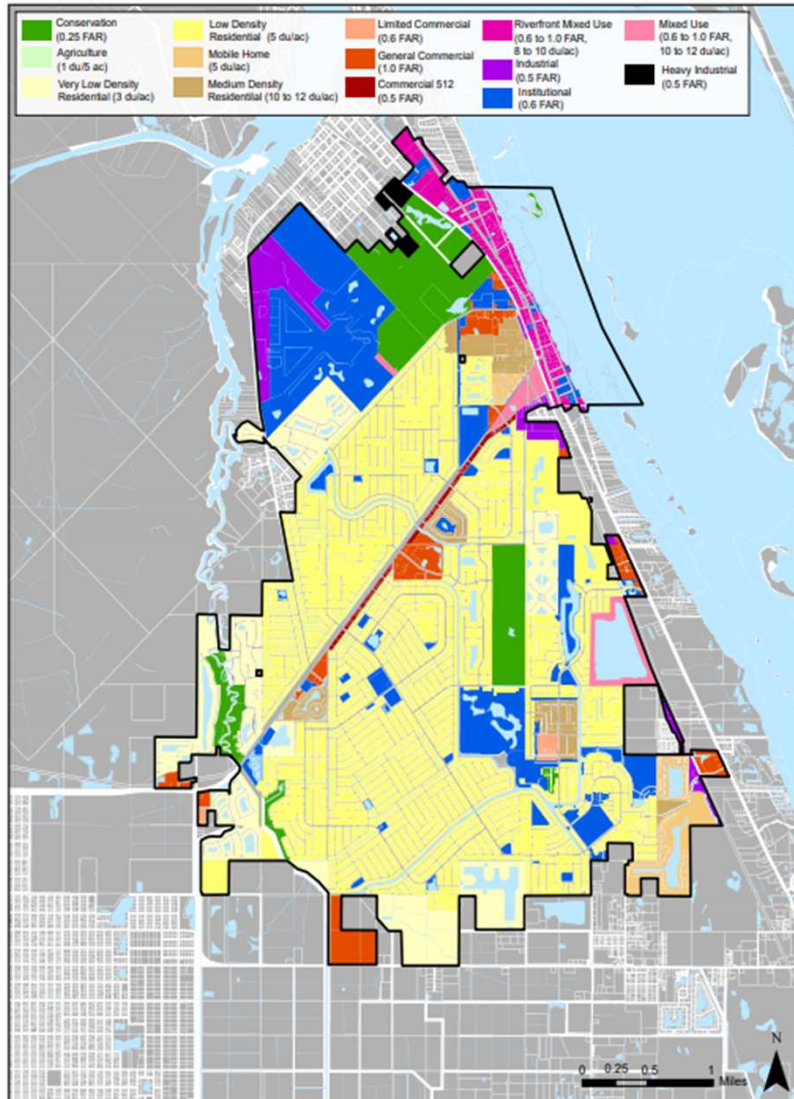 Conservation
(0.25 FAR)
Agriculture
(1 du/5 ac)
Very Low Density
Residential (3 du/ac)
Low Density
Residential (5 du/ac)
Mobile Home
(5 du/ac)
Medium Density
Residentilal (10 to 12 du/ac)
Limited Commercial
(0.6 FAR)
General Commercial
(1.0 FAR)
Commercial 512
(0.5 FAR)
Riverfront Mixed Use
(0.6 to 1.0 FAR,
8 to 10 du/ac)
Industrial
(0.5 FAR)
Institutional
(0.6 FAR)
Mixed Use
(0.6 to 1.0 FAR,
10 to 12 du/ac)
Heavy Industrial
(0.5 FAR)
N
0 0.25 0.5 1
Miles